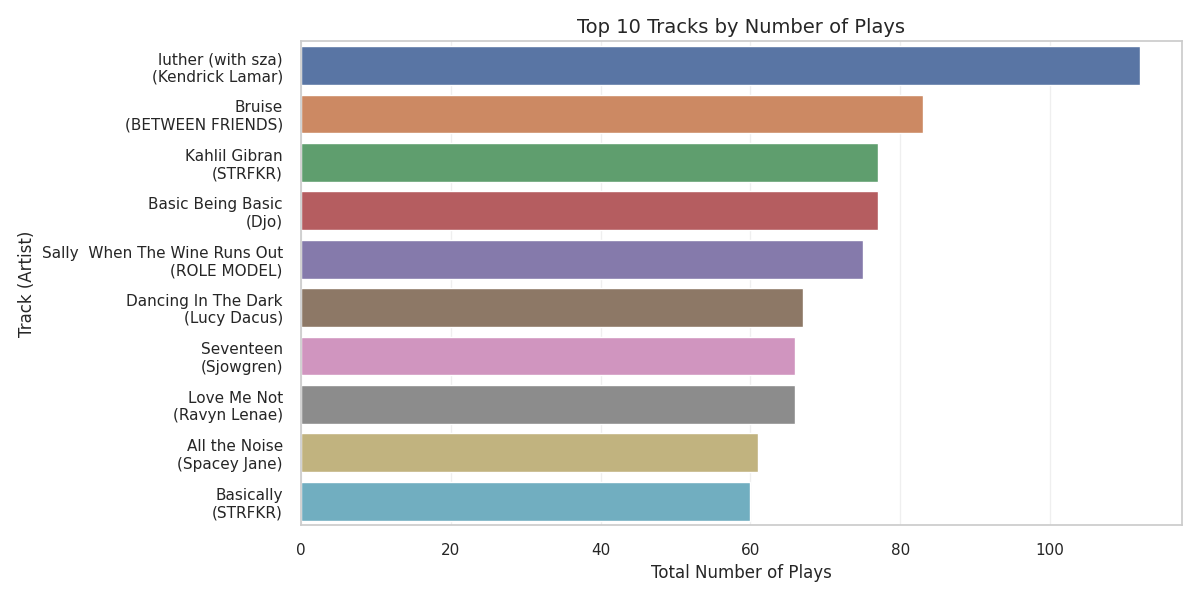 Top 10 Tracks by Number of Plays
Track (Artist)
luther (with sza)
(Kendrick Lamar)
Bruise
(BETWEEN FRIENDS)
Kahlil Gibran
(STRFKR)
Basic Being Basic
(Djo)
Sally  When The Wine Runs Out
(ROLE MODEL)
Dancing In The Dark
(Lucy Dacus)
Seventeen
(Sjowgren)
Love Me Not
(Ravyn Lenae)
All the Noise
(Spacey Jane)
Basically
(STRFKR)
0 20 40 60 80 100
Total Number of Plays